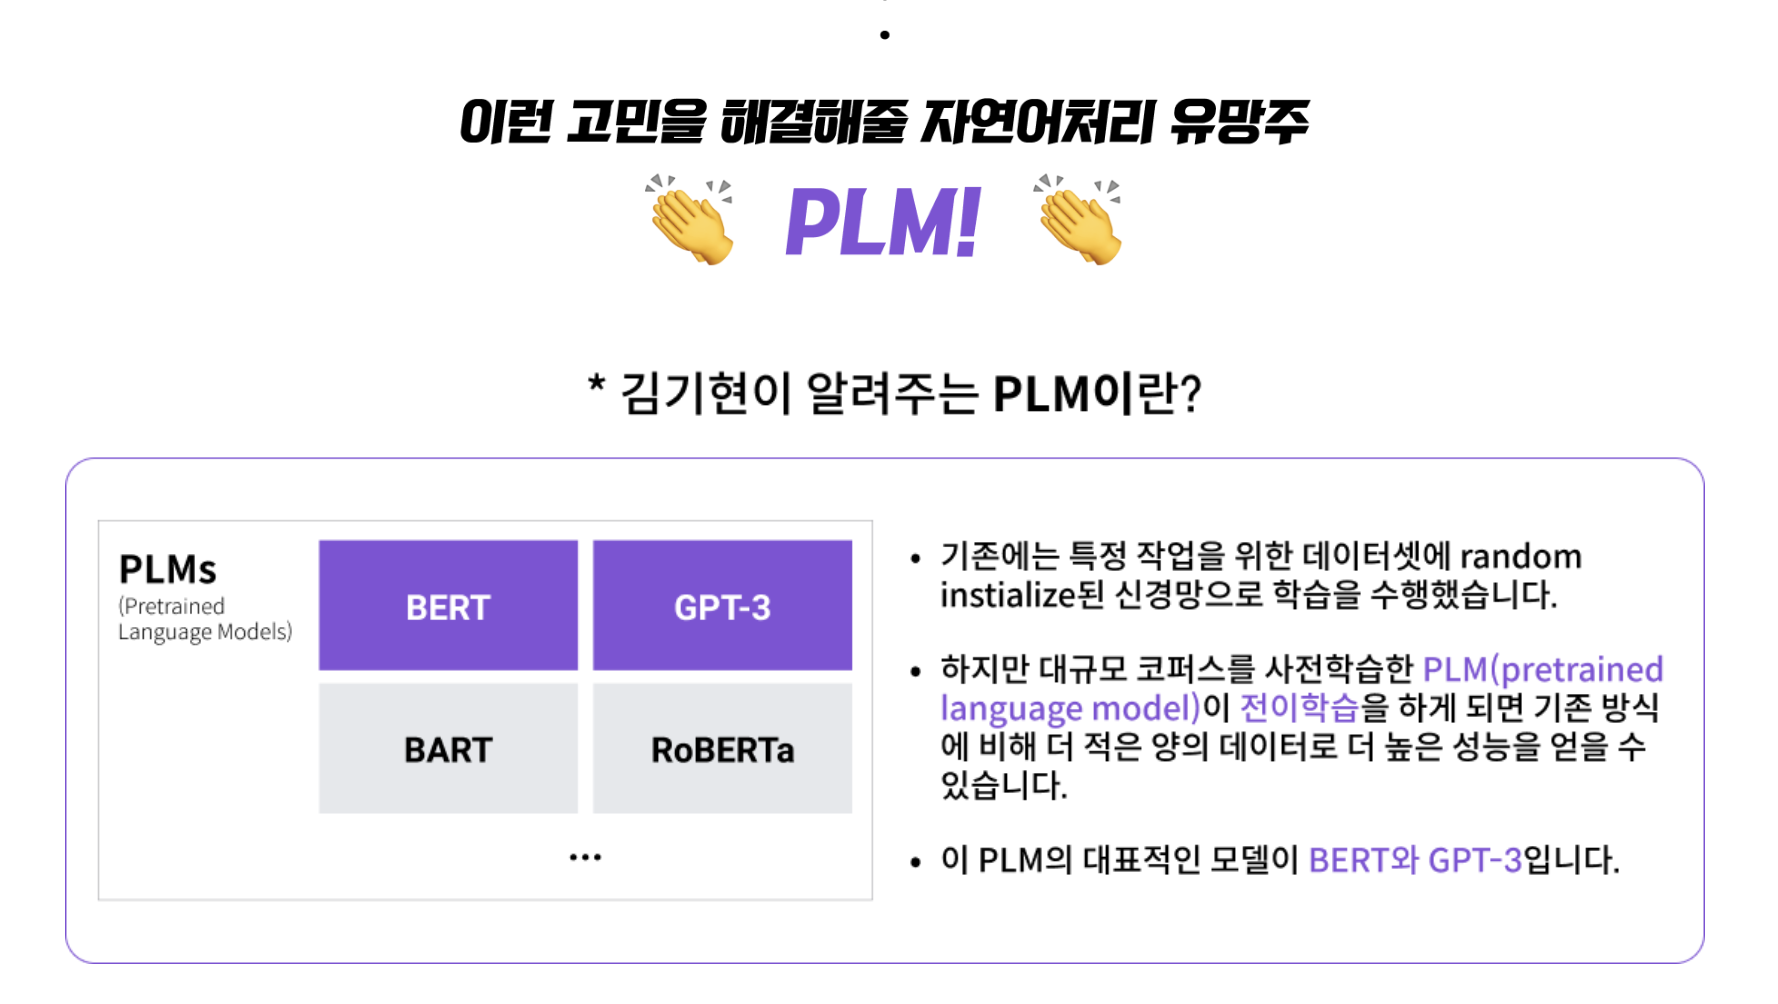 이런 고민을 해결해줄 자연어처리 유망주
PLM!
* 김기현이 알려주는 PLM이란?
PLMs
(Pretrained
Language Models)
BERT
GPT-3
BART
RoBERTa
...
• 기존에는 특정 작업을 위한 데이터셋에 random
instialize된 신경망으로 학습을 수행했습니다.
• 하지만 대규모 코퍼스를 사전학습한 PLM(pretrained
language model)이 전이학습을 하게 되면 기존 방식
에 비해 더 적은 양의 데이터로 더 높은 성능을 얻을 수
있습니다.
• 이 PLM의 대표적인 모델이 BERT와 GPT-3입니다.